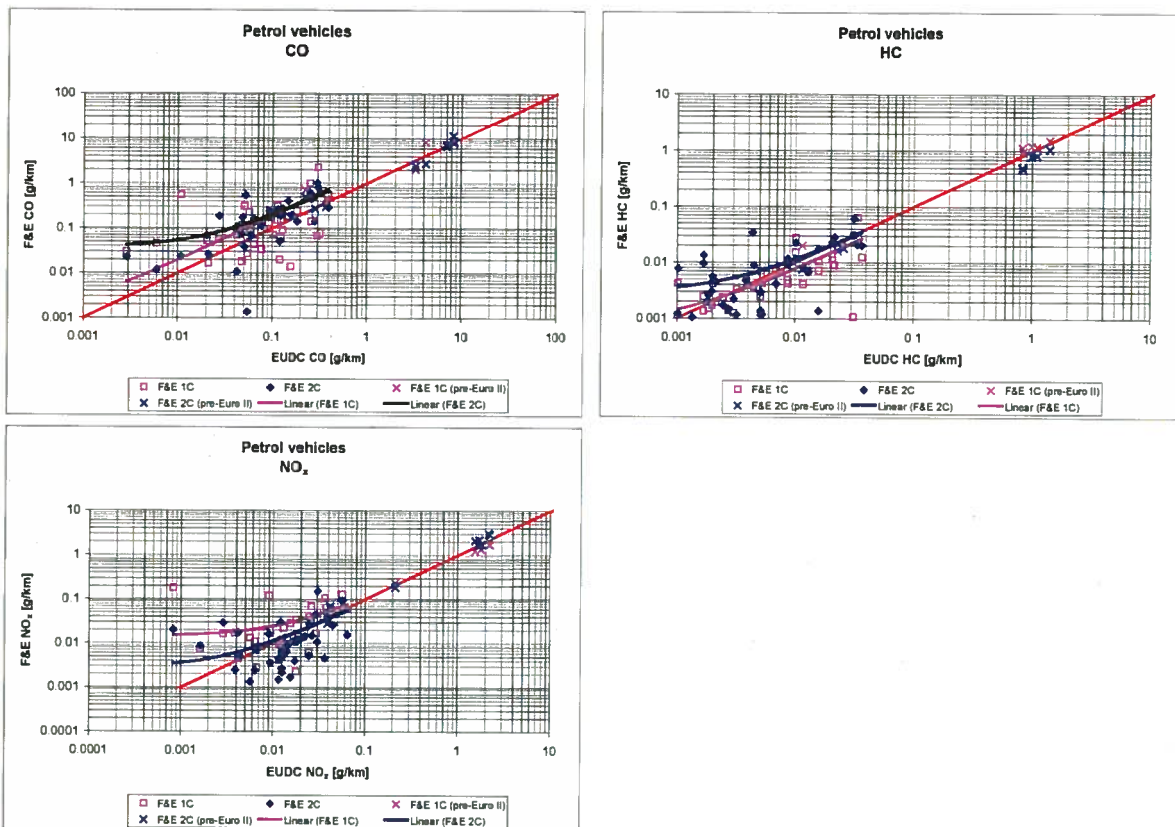 Petrol vehicles
CO
100
10
1
0.1
0.01
0.001
F&E CO [g/km]
0.001 0.01 0.1 1 10 100
EUDC CO [g/km]
F&E 1C F&E 2C F&E 1C (pre-Euro II)
F&E 2C (pre-Euro II) Linear (F&E 1C) Linear (F&E 2C)
Petrol vehicles
HC
10
1
0.1
0.01
0.001
F&E HC [g/km]
0.001 0.01 0.1 1 10
EUDC HC [g/km]
F&E 1C F&E 2C F&E 1C (pre-Euro II)
F&E 2C (pre-Euro II) Linear (F&E 2C) Linear (F&E 1C)
Petrol vehicles
NOx
10
1
0.1
0.01
0.001
0.0001
F&E NOx [g/km]
0.0001 0.001 0.01 0.1 1 10
EUDC NOx [g/km]
F&E 1C F&E 2C F&E 1C (pre-Euro II)
F&E 2C (pre-Euro II) Linear (F&E 1C) Linear (F&E 2C)